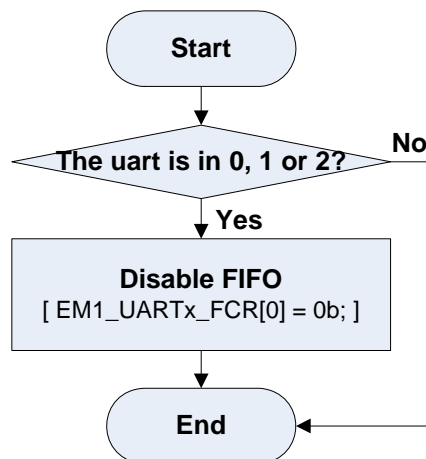 Start
The uart is in 0, 1 or 2?
No
Yes
Disable FIFO
[ EM1_UARTx_FCR[0] = 0b; ]
End